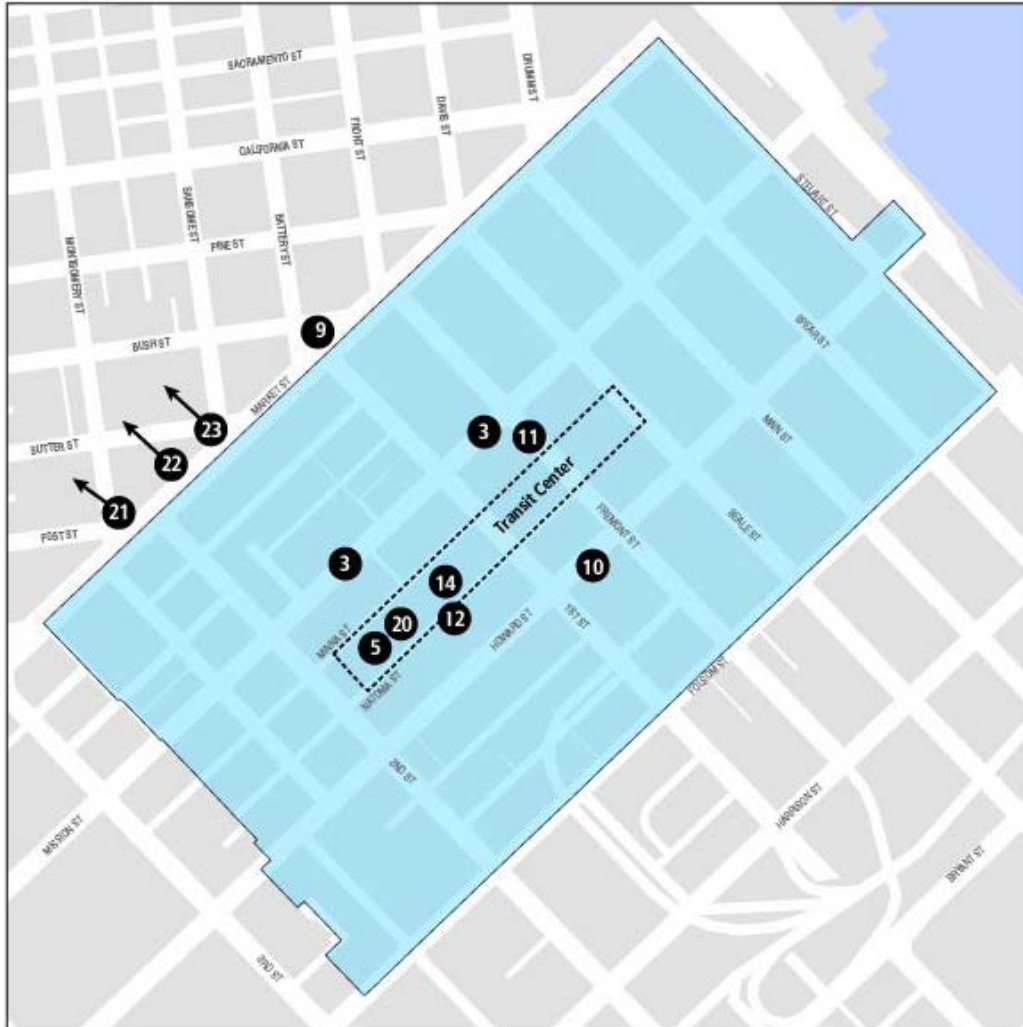 SACRAMENTO ST
DRUMM ST
DAVIS ST
FRONT ST
CALIFORNIA ST
SANSOME ST
BATTERY ST
MONTGOMERY ST
PINE ST
STEUART ST
BUSH ST
9
SPEAR ST
MARKET ST
SUTTER ST
23
22
21
POST ST
3
11
MAIN ST
Transit Center
FREMONT ST
BEALE ST
3
14
10
20
12
5
MINNA ST
NATOMA ST
HOWARD ST
1ST ST
FOLSOM ST
2ND ST
MISSION ST
HARRISON ST
BRYANT ST
3RD ST